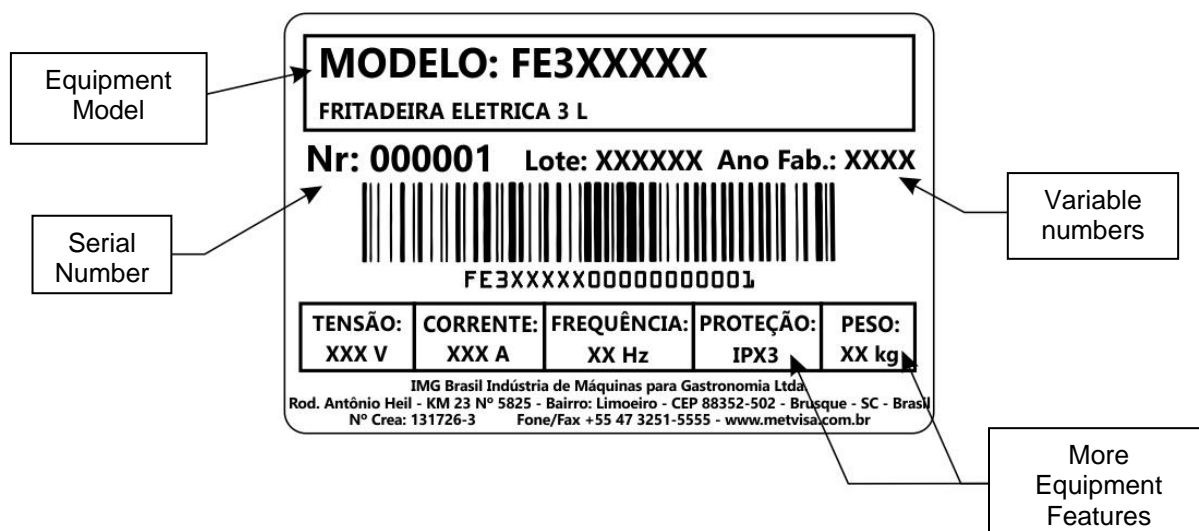 Equipment
Model
MODELO: FE3XXXXX
FRITADEIRA ELETRICA 3 L
Nr: 000001 Lote: XXXXXX Ano Fab.: XXXX
Serial
Number
Variable
numbers
FE3XXXXX00000000001
TENSÃO: CORRENTE: FREQUÊNCIA: PROTEÇÃO: PESO:
XXX V XXX A XX Hz IPX3 XX kg
IMG Brasil Indústria de Máquinas para Gastronomia Ltda.
Rod. Antônio Heil - KM 23 Nº 5825 - Bairro: Limoeiro - CEP 88352-502 - Brusque - SC - Brasil
Nº Crea: 131726-3 Fone/Fax +55 47 3251-5555 - www.metvisa.com.br
More
Equipment
Features